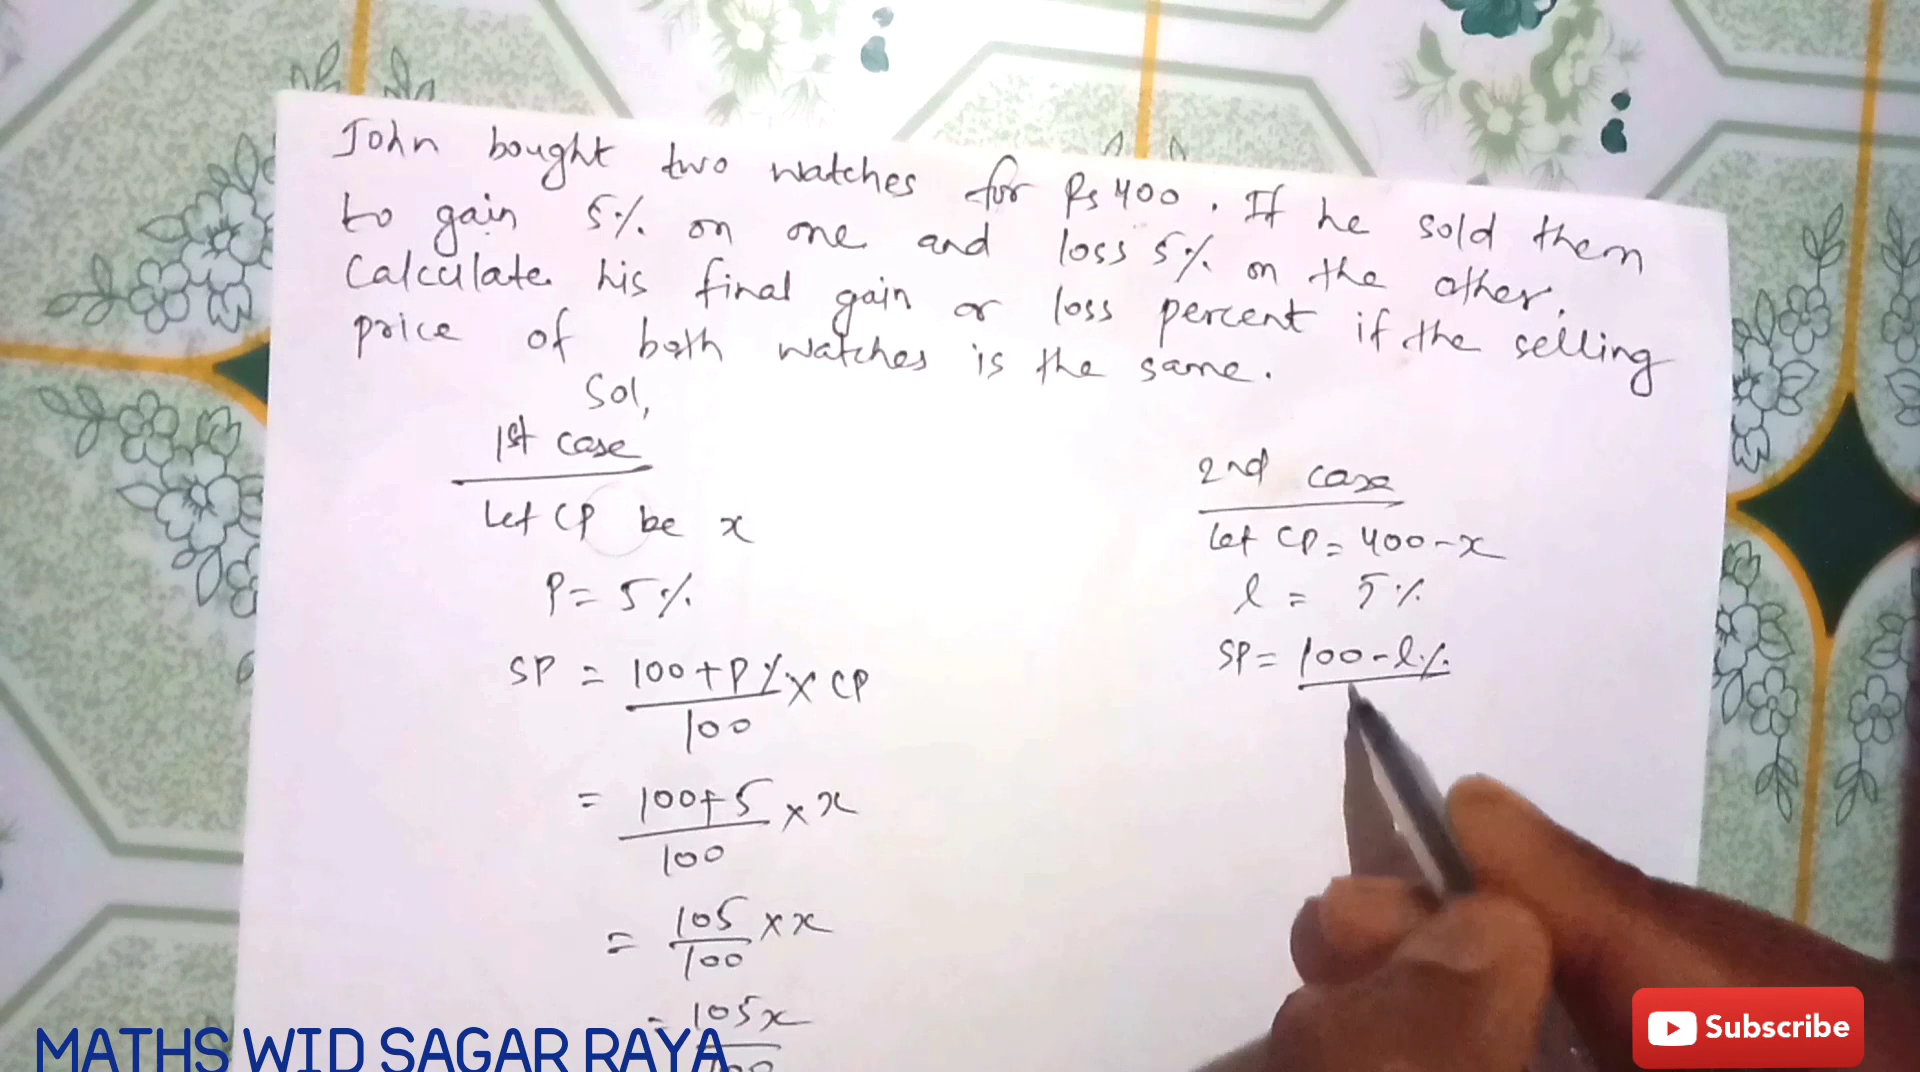 John bought two watches for Rs 400. If he sold them
to gain 5% on one and loss 5% on the other.
Calculate his final gain or loss percent if the selling
price of both watches is the same.
Sol,
1st case
Let CP be x
P = 5%
SP = 100+P%/100 × CP
= 100+5/100 × x
= 105/100 × x
= 105x/100
2nd case
Let CP = 400-x
l = 5%
SP = 100-l%
MATHS WID SAGAR RAYA
Subscribe